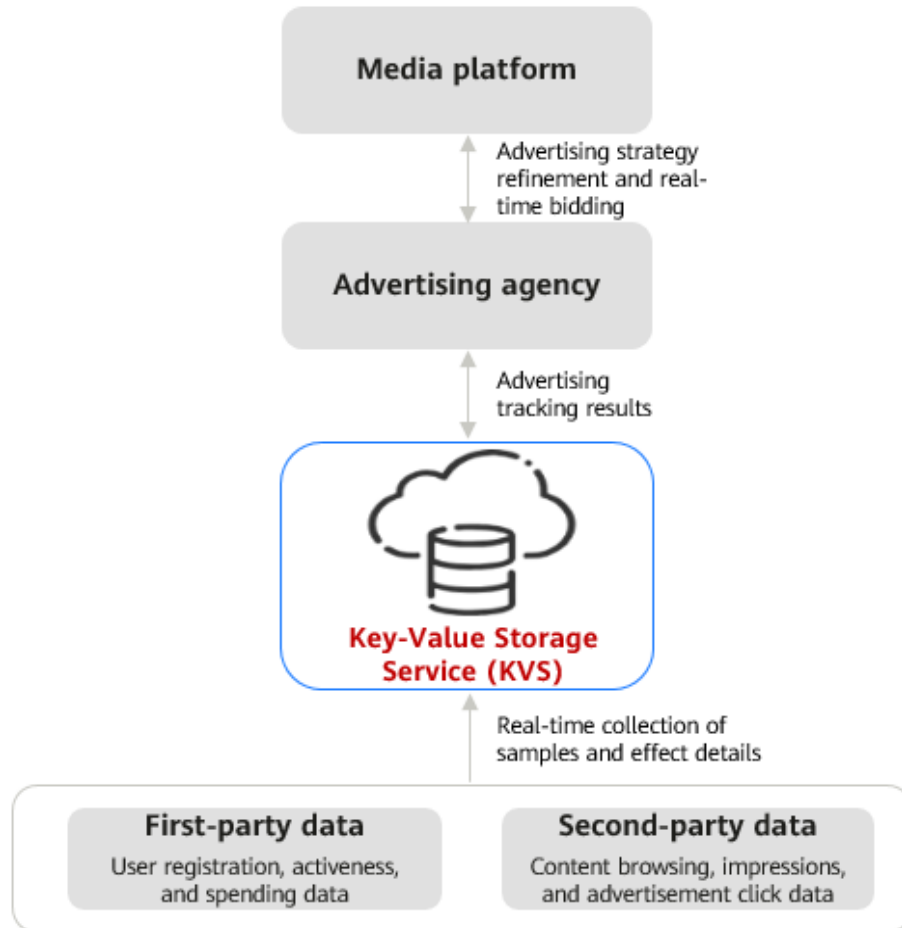 Media platform
Advertising strategy
refinement and real-
time bidding
Advertising agency
Advertising
tracking results
Key-Value Storage
Service (KVS)
Real-time collection of
samples and effect details
First-party data
User registration, activeness,
and spending data
Second-party data
Content browsing, impressions,
and advertisement click data